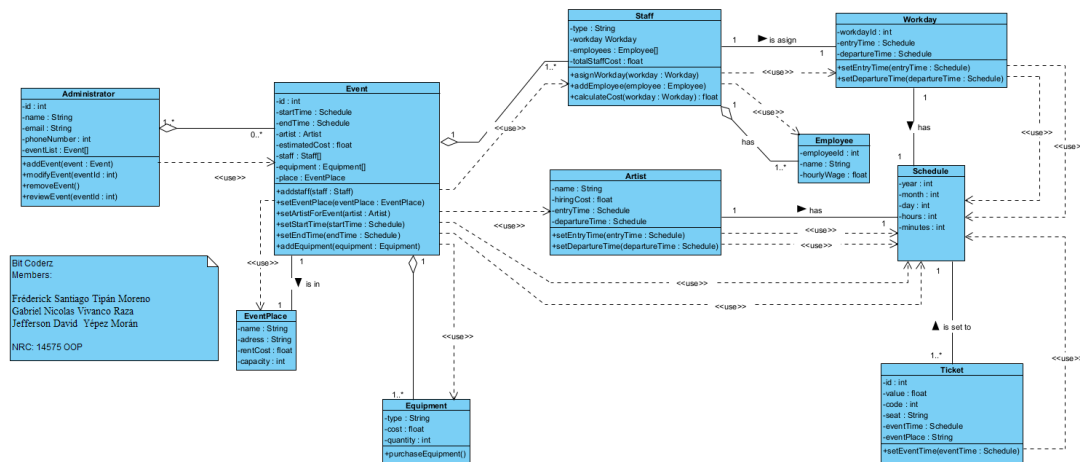 Administrator
-id : int
-name : String
-email : String
-phoneNumber : int
-eventList : Event[]
+addEvent(event : Event)
+modifyEvent(eventId : int)
+removeEvent()
+reviewEvent(eventId : int)
1..*
0..*
<<use>>
Event
-id : int
-startTime : Schedule
-endTime : Schedule
-artist : Artist
-estimatedCost : float
-staff : Staff[]
-equipment : Equipment[]
-place : EventPlace
+addstaff(staff : Staff)
+setEventPlace(eventPlace : EventPlace)
+setArtistForEvent(artist : Artist)
+setStartTime(startTime : Schedule)
+setEndTime(endTime : Schedule)
+addEquipment(equipment : Equipment)
1
1..*
<<use>>
Staff
-type : String
-workday Workday
-employees : Employee[]
-totalStaffCost : float
+asignWorkday(workday : Workday)
+addEmployee(employee : Employee)
+calculateCost(workday : Workday) : float
1
is asign
1
<<use>>
<<use>>
1
has
1..*
Workday
-workdayId : int
-entryTime : Schedule
-departureTime : Schedule
+setEntryTime(entryTime : Schedule)
+setDepartureTime(departureTime : Schedule)
1
has
1
<<use>>
<<use>>
Employee
-employeeId : int
-name : String
-hourlyWage : float
Artist
-name : String
-hiringCost : float
-entryTime : Schedule
-departureTime : Schedule
+setEntryTime(entryTime : Schedule)
+setDepartureTime(departureTime : Schedule)
1
has
1
<<use>>
<<use>>
Schedule
-year : int
-month : int
-day : int
-hours : int
-minutes : int
<<use>>
<<use>>
<<use>>
<<use>>
<<use>>
1
is in
1
EventPlace
-name : String
-adress : String
-rentCost : float
-capacity : int
1
1..*
<<use>>
Equipment
-type : String
-cost : float
-quantity : int
+purchaseEquipment()
1
is set to
1..*
<<use>>
Ticket
-id : int
-value : float
-code : int
-seat : String
-eventTime : Schedule
-eventPlace : String
+setEventTime(eventTime : Schedule)
Bit Coderz
Members:
Fréderick Santiago Tipán Moreno
Gabriel Nicolas Vivanco Raza
Jefferson David Yépez Morán
NRC: 14575 OOP